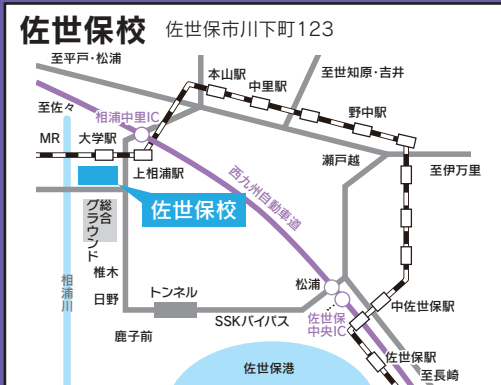 佐世保校 佐世保市川下町123
至平戸・松浦
本山駅
中里駅
至世知原・吉井
至佐々
相浦中里IC
野中駅
MR
大学駅
瀬戸越
至伊万里
上相浦駅
佐世保校
西九州自動車道
総合
グラウンド
相浦川
椎木
日野
トンネル
松浦
中佐世保駅
SSKバイパス
佐世保
中央IC
鹿子前
佐世保駅
佐世保港
至長崎